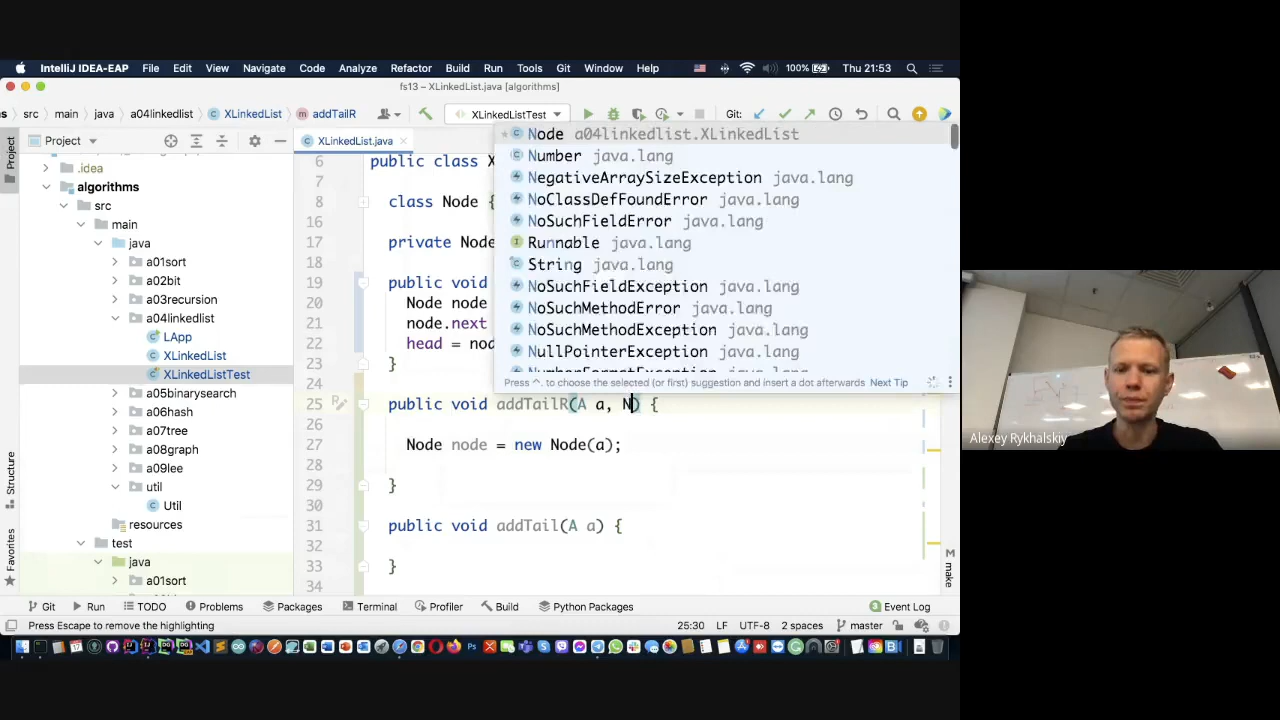 IntelliJ IDEA-EAP File Edit View Navigate Code Analyze Refactor Build Run Tools Git Window Help 100% Thu 21:53
fs13 – XLinkedList.java [algorithms]
s src main java a04linkedlist XLinkedList addTailR XLinkedListTest Git:
Project XLinkedList.java
.idea
algorithms
src
main
java
a01sort
a02bit
a03recursion
a04linkedlist
LApp
XLinkedList
XLinkedListTest
a05binarysearch
a06hash
a07tree
a08graph
a09lee
util
Util
resources
test
java
a01sort
Project
Structure
Favorites
6 public class X
7
8 class Node {
16
17 private Node
18
19 public void
20 Node node
21 node.next
22 head = nod
23 }
24
25 public void addTailR(A a, N) {
26
27 Node node = new Node(a);
28
29 }
30
31 public void addTail(A a) {
32
33 }
34
Node a04linkedlist.XLinkedList
Number java.lang
NegativeArraySizeException java.lang
NoClassDefFoundError java.lang
NoSuchFieldError java.lang
Runnable java.lang
String java.lang
NoSuchFieldException java.lang
NoSuchMethodError java.lang
NoSuchMethodException java.lang
NullPointerException java.lang
NumberFormatException java.lang
Press ^. to choose the selected (or first) suggestion and insert a dot afterwards Next Tip
M make
Git Run TODO Problems Packages Terminal Profiler Build Python Packages Event Log
Press Escape to remove the highlighting 25:30 LF UTF-8 2 spaces master
Alexey Rykhalskiy